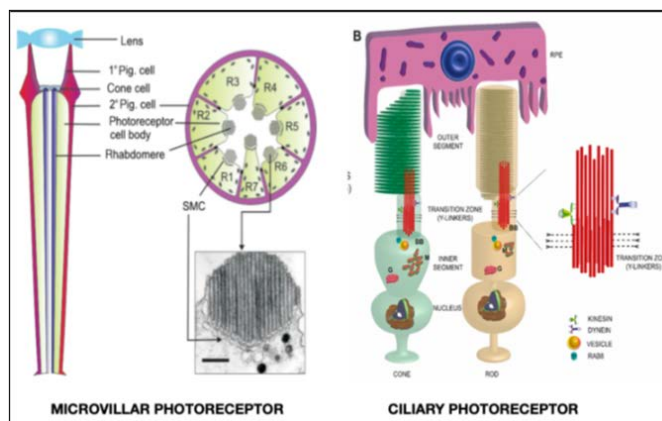 Lens
1° Pig. cell
Cone cell
2° Pig. cell
Photoreceptor
cell body
Rhabdomere
R3
R4
R2
R5
R1
R7
R6
SMC
MICROVILLAR PHOTORECEPTOR
B
RPE
OUTER
SEGMENT
TRANSITION ZONE
(Y-LINKERS)
BB
BB
G
G
INNER
SEGMENT
NUCLEUS
CONE
ROD
TRANSITION ZONE
(Y-LINKERS)
KINESIN
DYNEIN
VESICLE
RAB8
CILIARY PHOTORECEPTOR